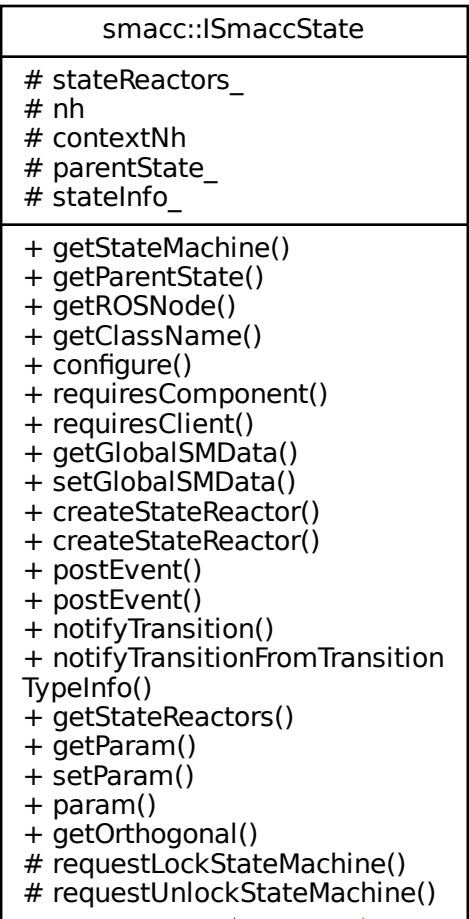 smacc::ISmaccState
# stateReactors_
# nh
# contextNh
# parentState_
# stateInfo_
+ getStateMachine()
+ getParentState()
+ getROSNode()
+ getClassName()
+ configure()
+ requiresComponent()
+ requiresClient()
+ getGlobalSMData()
+ setGlobalSMData()
+ createStateReactor()
+ createStateReactor()
+ postEvent()
+ postEvent()
+ notifyTransition()
+ notifyTransitionFromTransition
TypeInfo()
+ getStateReactors()
+ getParam()
+ setParam()
+ param()
+ getOrthogonal()
# requestLockStateMachine()
# requestUnlockStateMachine()